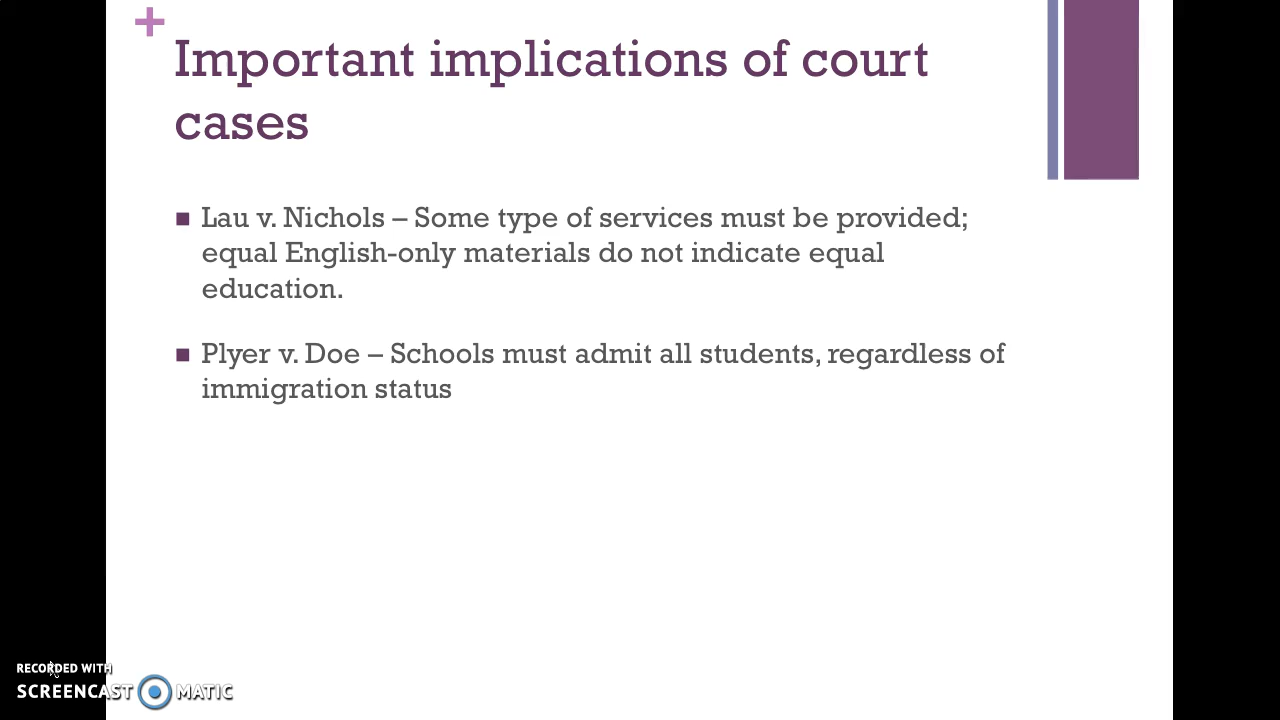 +
Important implications of court
cases
Lau v. Nichols – Some type of services must be provided;
equal English-only materials do not indicate equal
education.
Plyer v. Doe – Schools must admit all students, regardless of
immigration status
RECORDED WITH
SCREENCAST MATIC